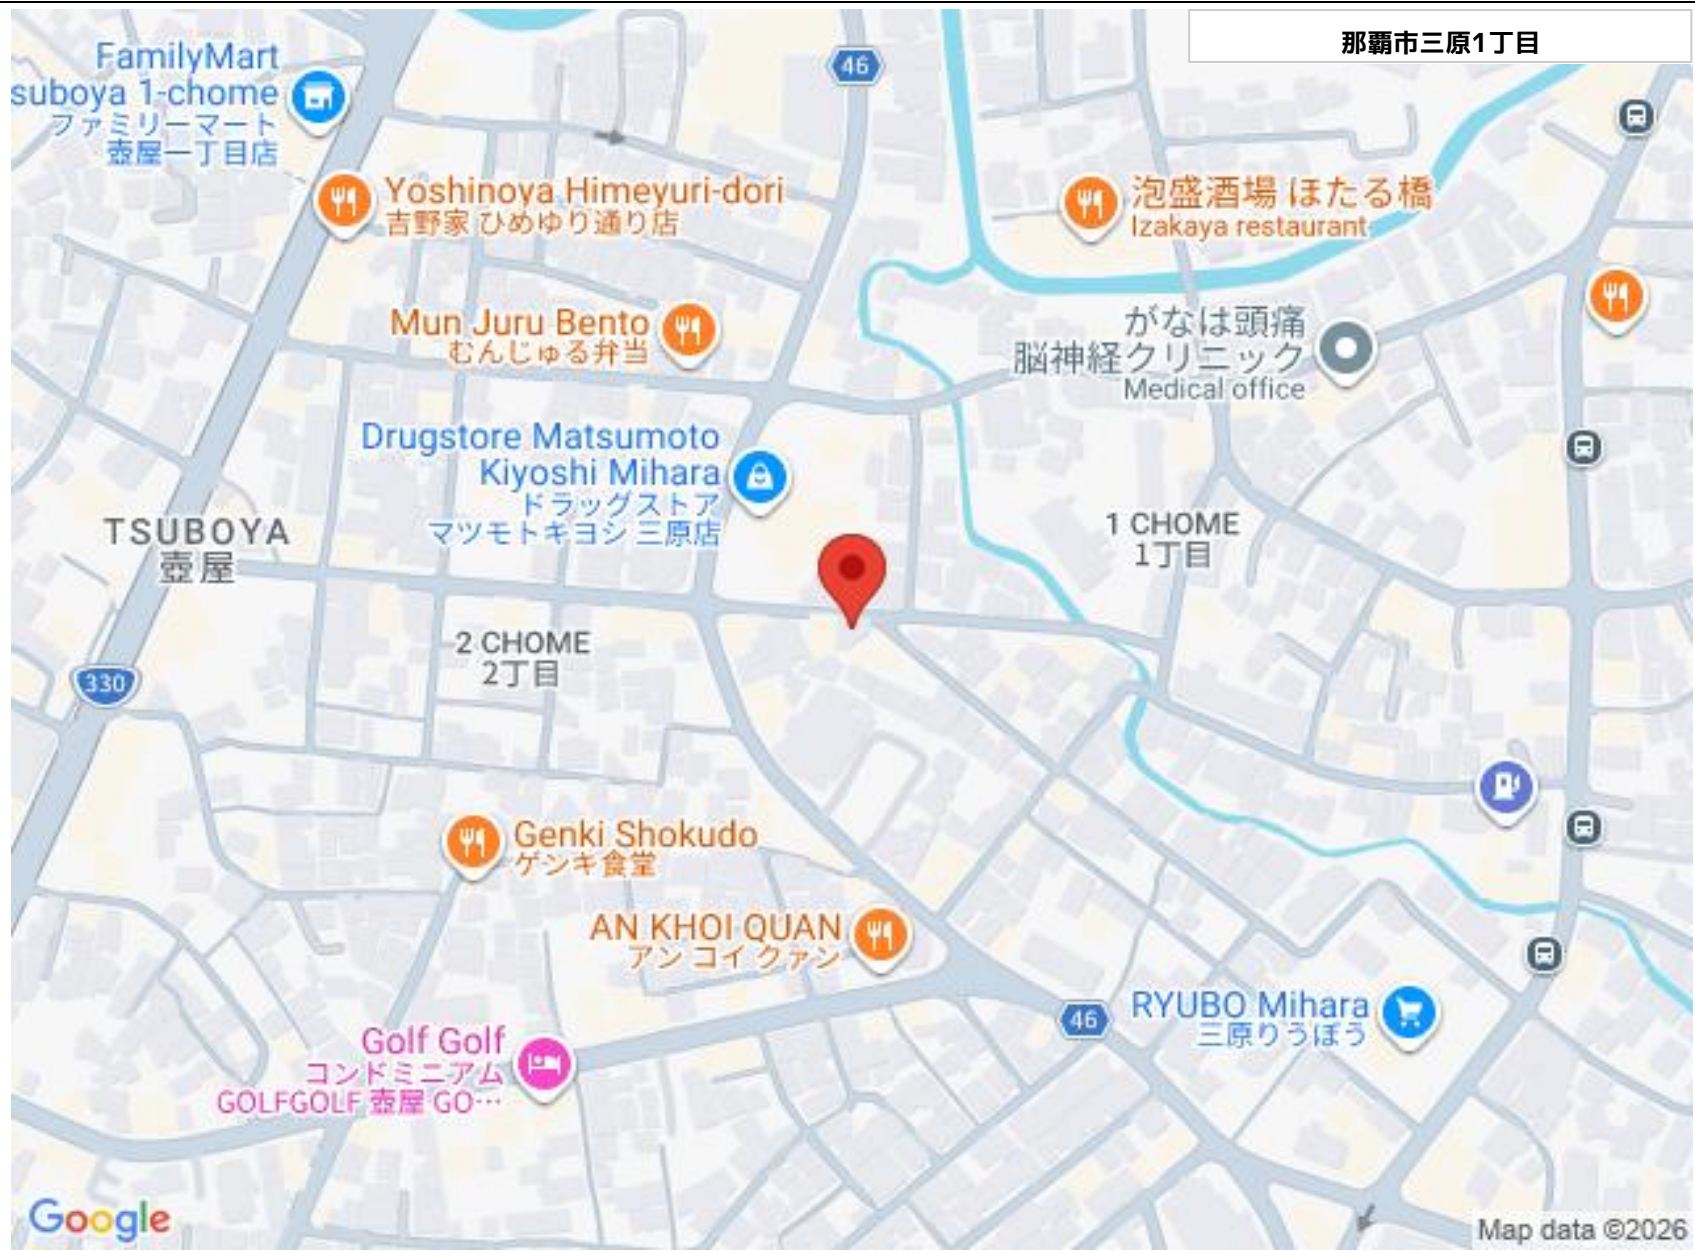 那覇市三原1丁目
FamilyMart
suboya 1-chome
ファミリーマート
壺屋一丁目店
46
Yoshinoya Himeyuri-dori
吉野家 ひめゆり通り店
泡盛酒場 ほたる橋
Izakaya restaurant
Mun Juru Bento
むんじゅる弁当
がなは頭痛
脳神経クリニック
Medical office
Drugstore Matsumoto
Kiyoshi Mihara
ドラッグストア
マツモトキヨシ 三原店
TSUBOYA
壺屋
1 CHOME
1丁目
2 CHOME
2丁目
330
Genki Shokudo
ゲンキ食堂
AN KHOI QUAN
アン コイ クァン
RYUBO Mihara
三原りうぼう
46
Golf Golf
コンドミニアム
GOLFGOLF 壺屋 GO…
Google
Map data ©2026